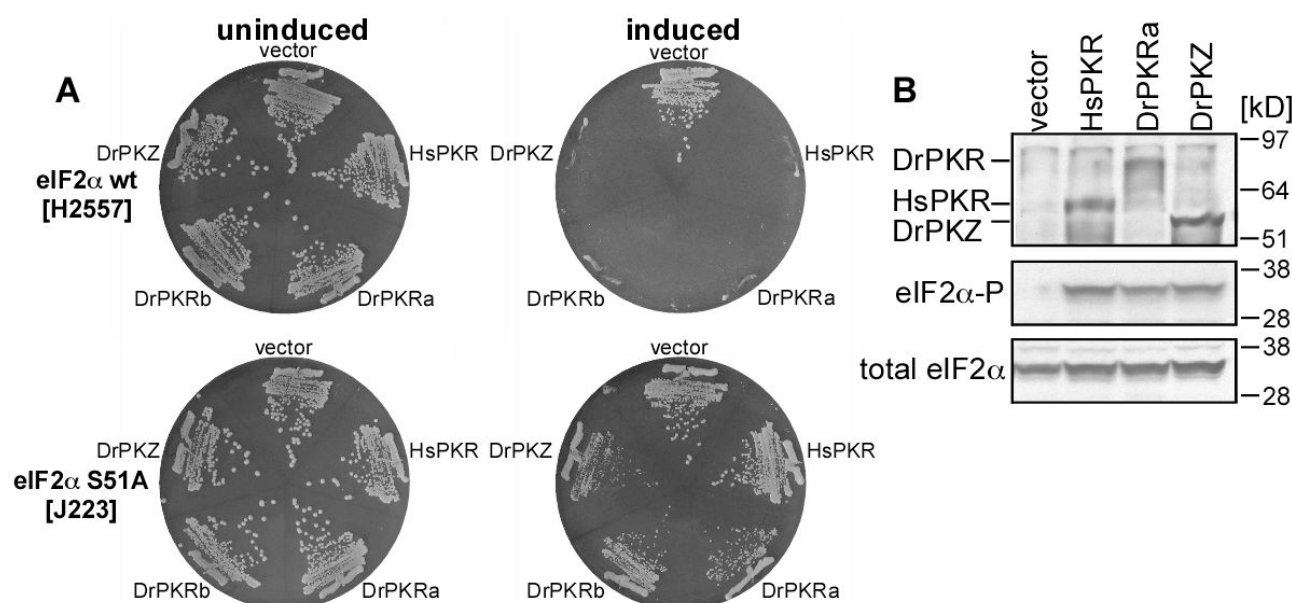 uninduced
induced
A
vector
DrPKZ
HsPKR
eIF2α wt
[H2557]
DrPKRb
DrPKRa
vector
DrPKZ
HsPKR
DrPKRb
DrPKRa
vector
DrPKZ
HsPKR
eIF2α S51A
[J223]
DrPKRb
DrPKRa
DrPKZ
HsPKR
DrPKRb
DrPKRa
B
vector
HsPKR
DrPKRa
DrPKZ
[kD]
DrPKR
HsPKR
DrPKZ
97
64
51
eIF2α-P
38
28
total eIF2α
38
28